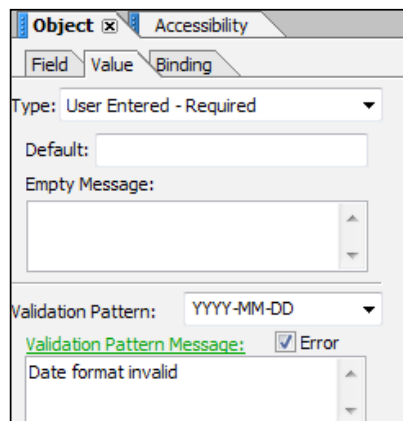 Object Accessibility
Field Value Binding
Type: User Entered - Required
Default:
Empty Message:
Validation Pattern: YYYY-MM-DD
Validation Pattern Message: Error
Date format invalid